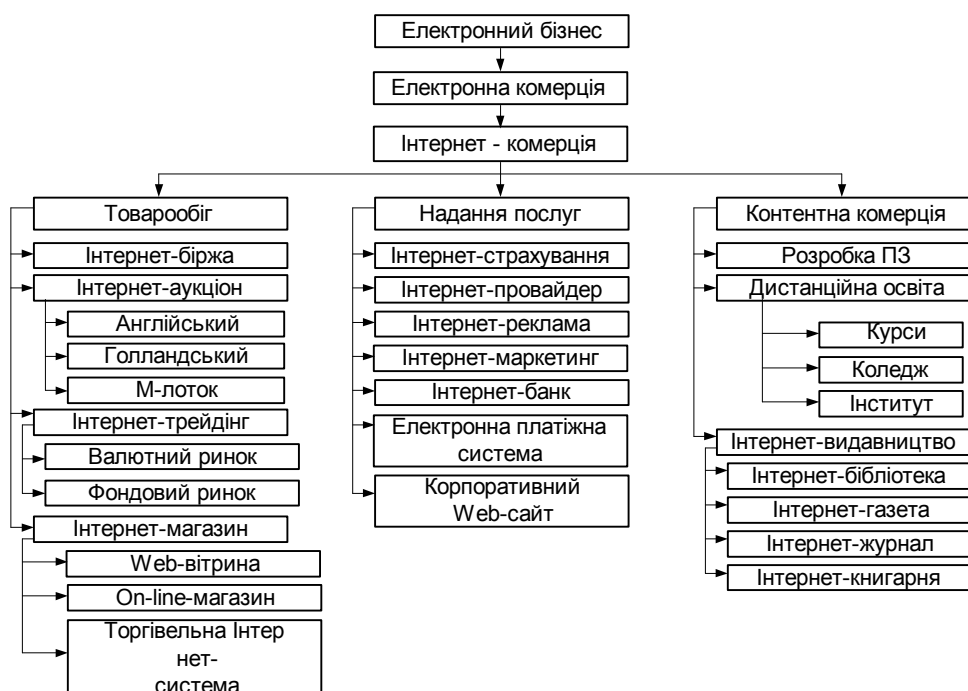 Електронний бізнес
Електронна комерція
Інтернет - комерція
Товарообіг
Інтернет-біржа
Інтернет-аукціон
Англійський
Голландський
М-лоток
Інтернет-трейдінг
Валютний ринок
Фондовий ринок
Інтернет-магазин
Web-вітрина
On-line-магазин
Торгівельна Інтер
нет-
система
Надання послуг
Інтернет-страхування
Інтернет-провайдер
Інтернет-реклама
Інтернет-маркетинг
Інтернет-банк
Електронна платіжна
система
Корпоративний
Web-сайт
Контентна комерція
Розробка ПЗ
Дистанційна освіта
Курси
Коледж
Інститут
Інтернет-видавництво
Інтернет-бібліотека
Інтернет-газета
Інтернет-журнал
Інтернет-книгарня